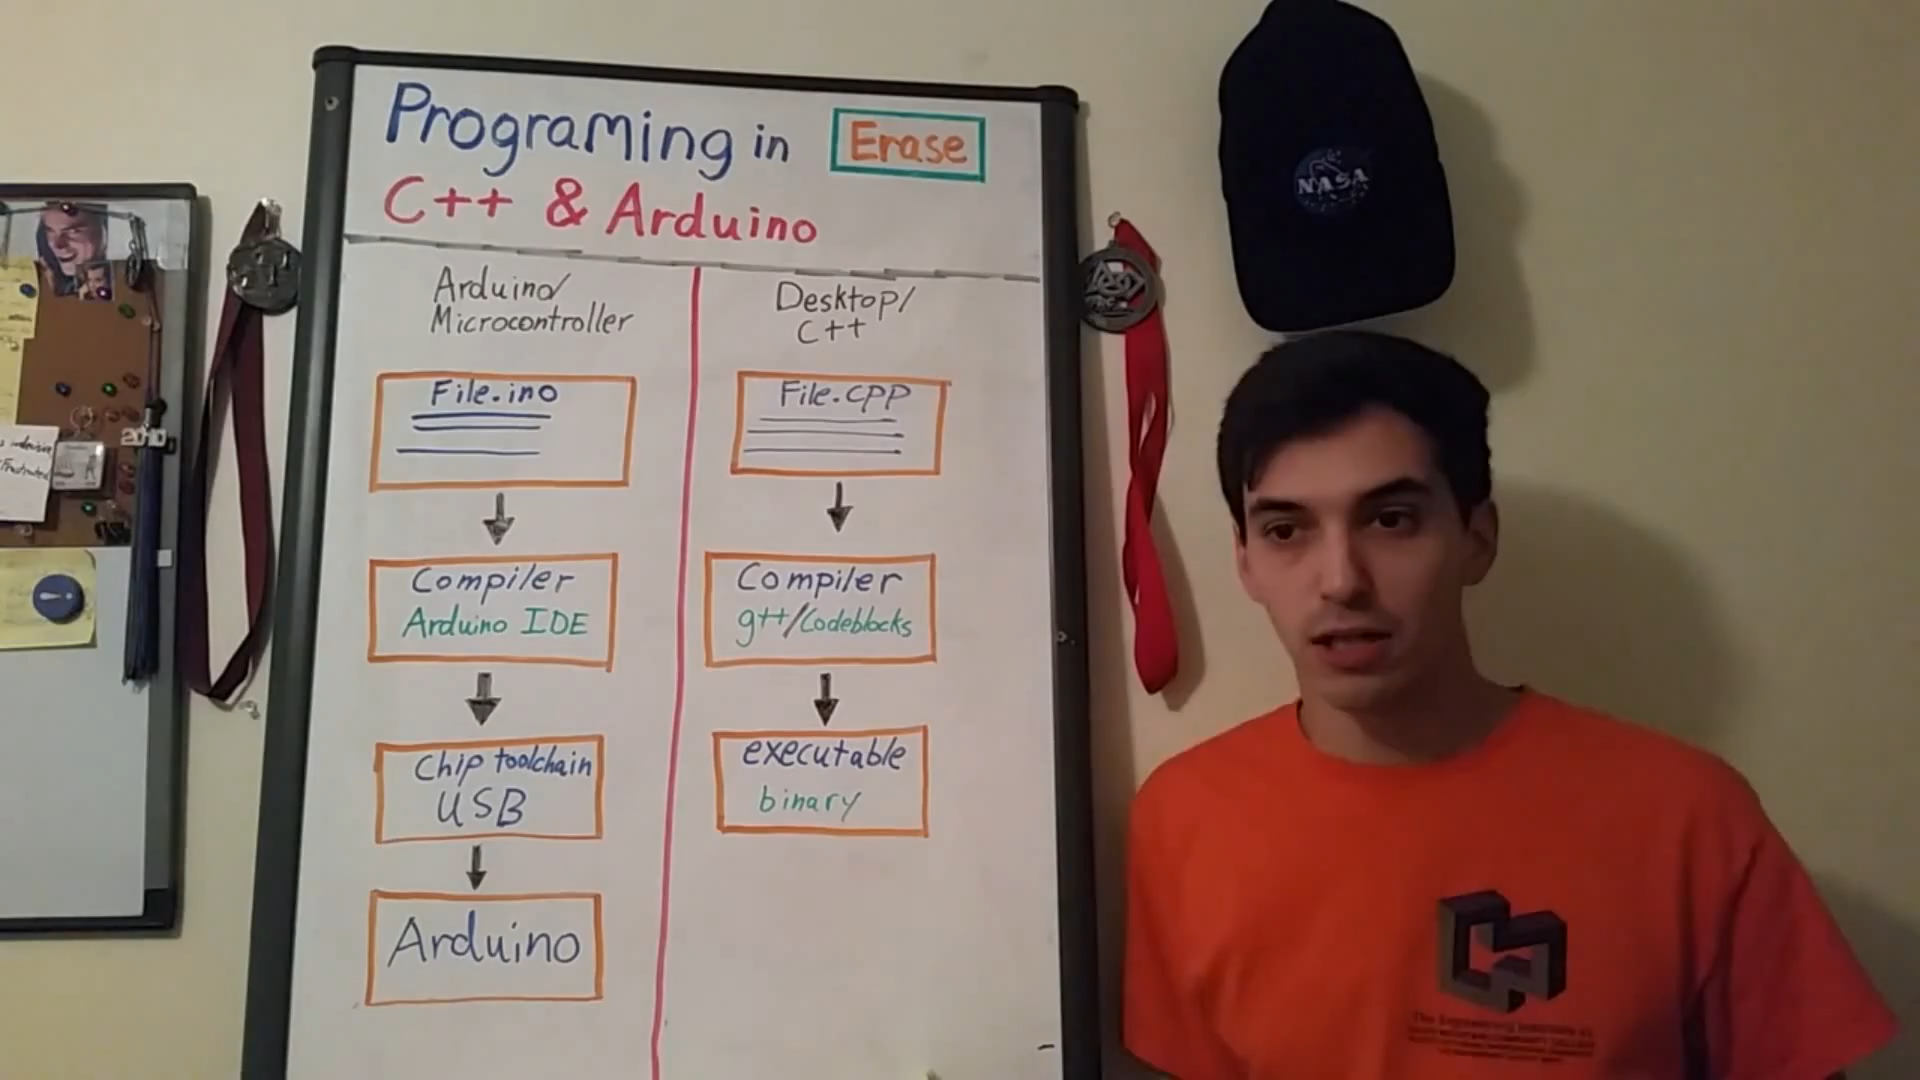 Programing in
Erase
C++ & Arduino
Arduino/
Microcontroller
File.ino
Compiler
Arduino IDE
Chip toolchain
USB
Arduino
Desktop/
C++
File.cpp
Compiler
g++/Codeblocks
executable
binary
NASA
2010